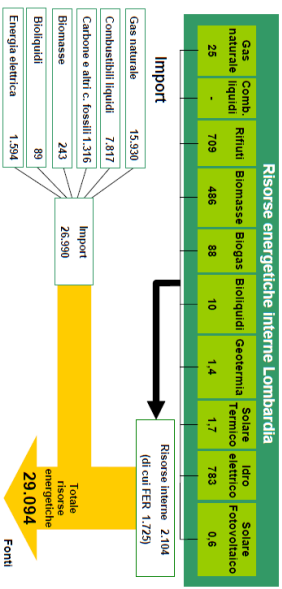 Risorse energetiche interne Lombardia
Gas
naturale
25
Comb.
liquidi
-
Rifiuti
709
Biomasse
486
Biogas
88
Bioliquidi
10
Geotermia
1,4
Solare
Termico
1,7
Idro
elettrico
783
Solare
Fotovoltaico
0,6
Import
Gas naturale 15.930
Combustibili liquidi 7.817
Carbone e altri c. fossili 1.316
Biomasse 243
Bioliquidi 89
Energia elettrica 1.594
Import
26.990
Risorse interne 2.104
(di cui FER 1.725)
Totale
risorse
energetiche
29.094
Fonti